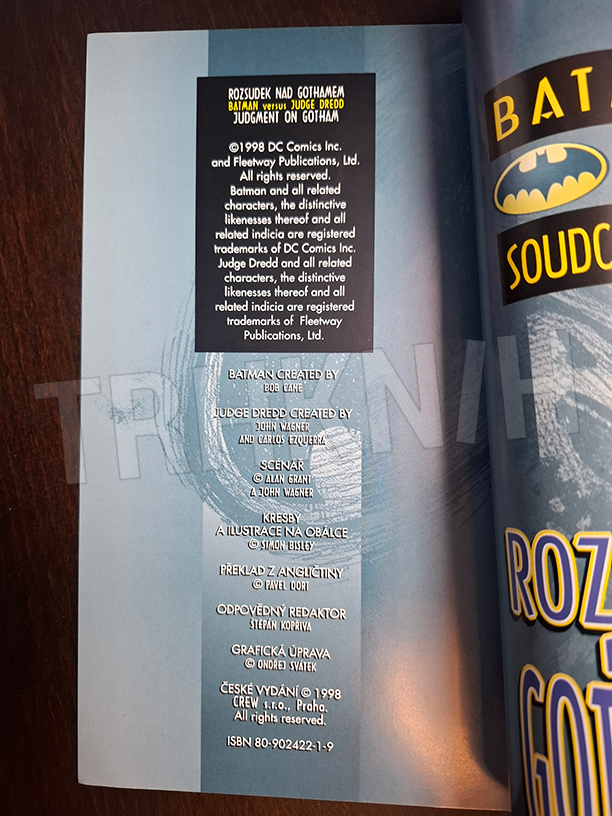 ROZSUDEK NAD GOTHAMEM
BATMAN versus JUDGE DREDD
JUDGMENT ON GOTHAM
©1998 DC Comics Inc.
and Fleetway Publications, Ltd.
All rights reserved.
Batman and all related
characters, the distinctive
likenesses thereof and all
related indicia are registered
trademarks of DC Comics Inc.
Judge Dredd and all related
characters, the distinctive
likenesses thereof and all
related indicia are registered
trademarks of Fleetway
Publications, Ltd.
BATMAN CREATED BY
BOB CANE
JUDGE DREDD CREATED BY
JOHN WAGNER
AND CARLOS EZQUERRA
SCÉNÁŘ
© ALAN GRANT
A JOHN WAGNER
KRESBY
A ILUSTRACE NA OBÁLCE
© SIMON BISLEY
PŘEKLAD Z ANGLIČTINY
© PAVEL DORT
ODPOVĚDNÝ REDAKTOR
ŠTĚPÁN KOPŘIVA
GRAFICKÁ ÚPRAVA
© ONDŘEJ SVÁTEK
ČESKÉ VYDÁNÍ © 1998
CREW s.r.o., Praha.
All rights reserved.
ISBN 80-902422-1-9
BATM
SOUDC
ROZ
GOT